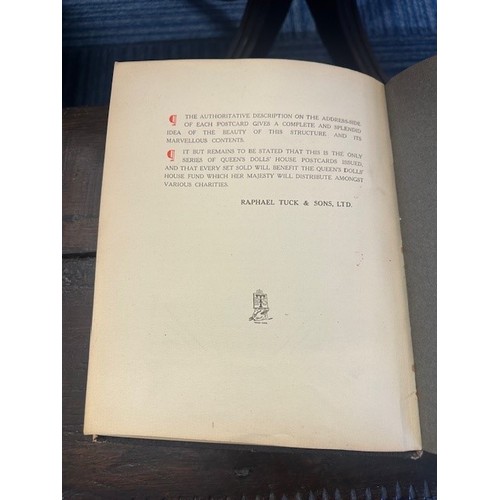 ¶ THE AUTHORITATIVE DESCRIPTION ON THE ADDRESS-SIDE
OF EACH POSTCARD GIVES A COMPLETE AND SPLENDID
IDEA OF THE BEAUTY OF THIS STRUCTURE AND ITS
MARVELLOUS CONTENTS.
¶ IT BUT REMAINS TO BE STATED THAT THIS IS THE ONLY
SERIES OF QUEEN'S DOLLS' HOUSE POSTCARDS ISSUED,
AND THAT EVERY SET SOLD WILL BENEFIT THE QUEEN'S DOLLS'
HOUSE FUND WHICH HER MAJESTY WILL DISTRIBUTE AMONGST
VARIOUS CHARITIES.
RAPHAEL TUCK & SONS, LTD.